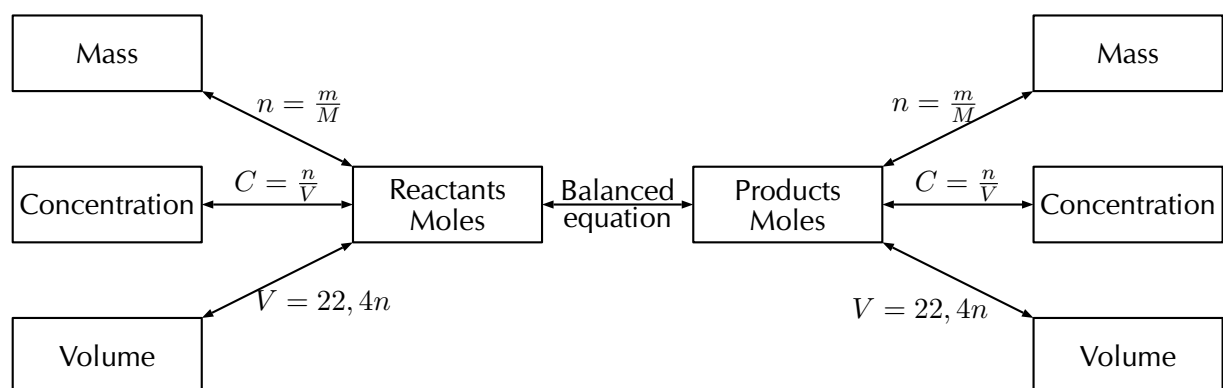 Mass
Mass
n = m/M
n = m/M
Concentration
C = n/V
Reactants
Moles
Balanced
equation
Products
Moles
C = n/V
Concentration
V = 22, 4n
V = 22, 4n
Volume
Volume